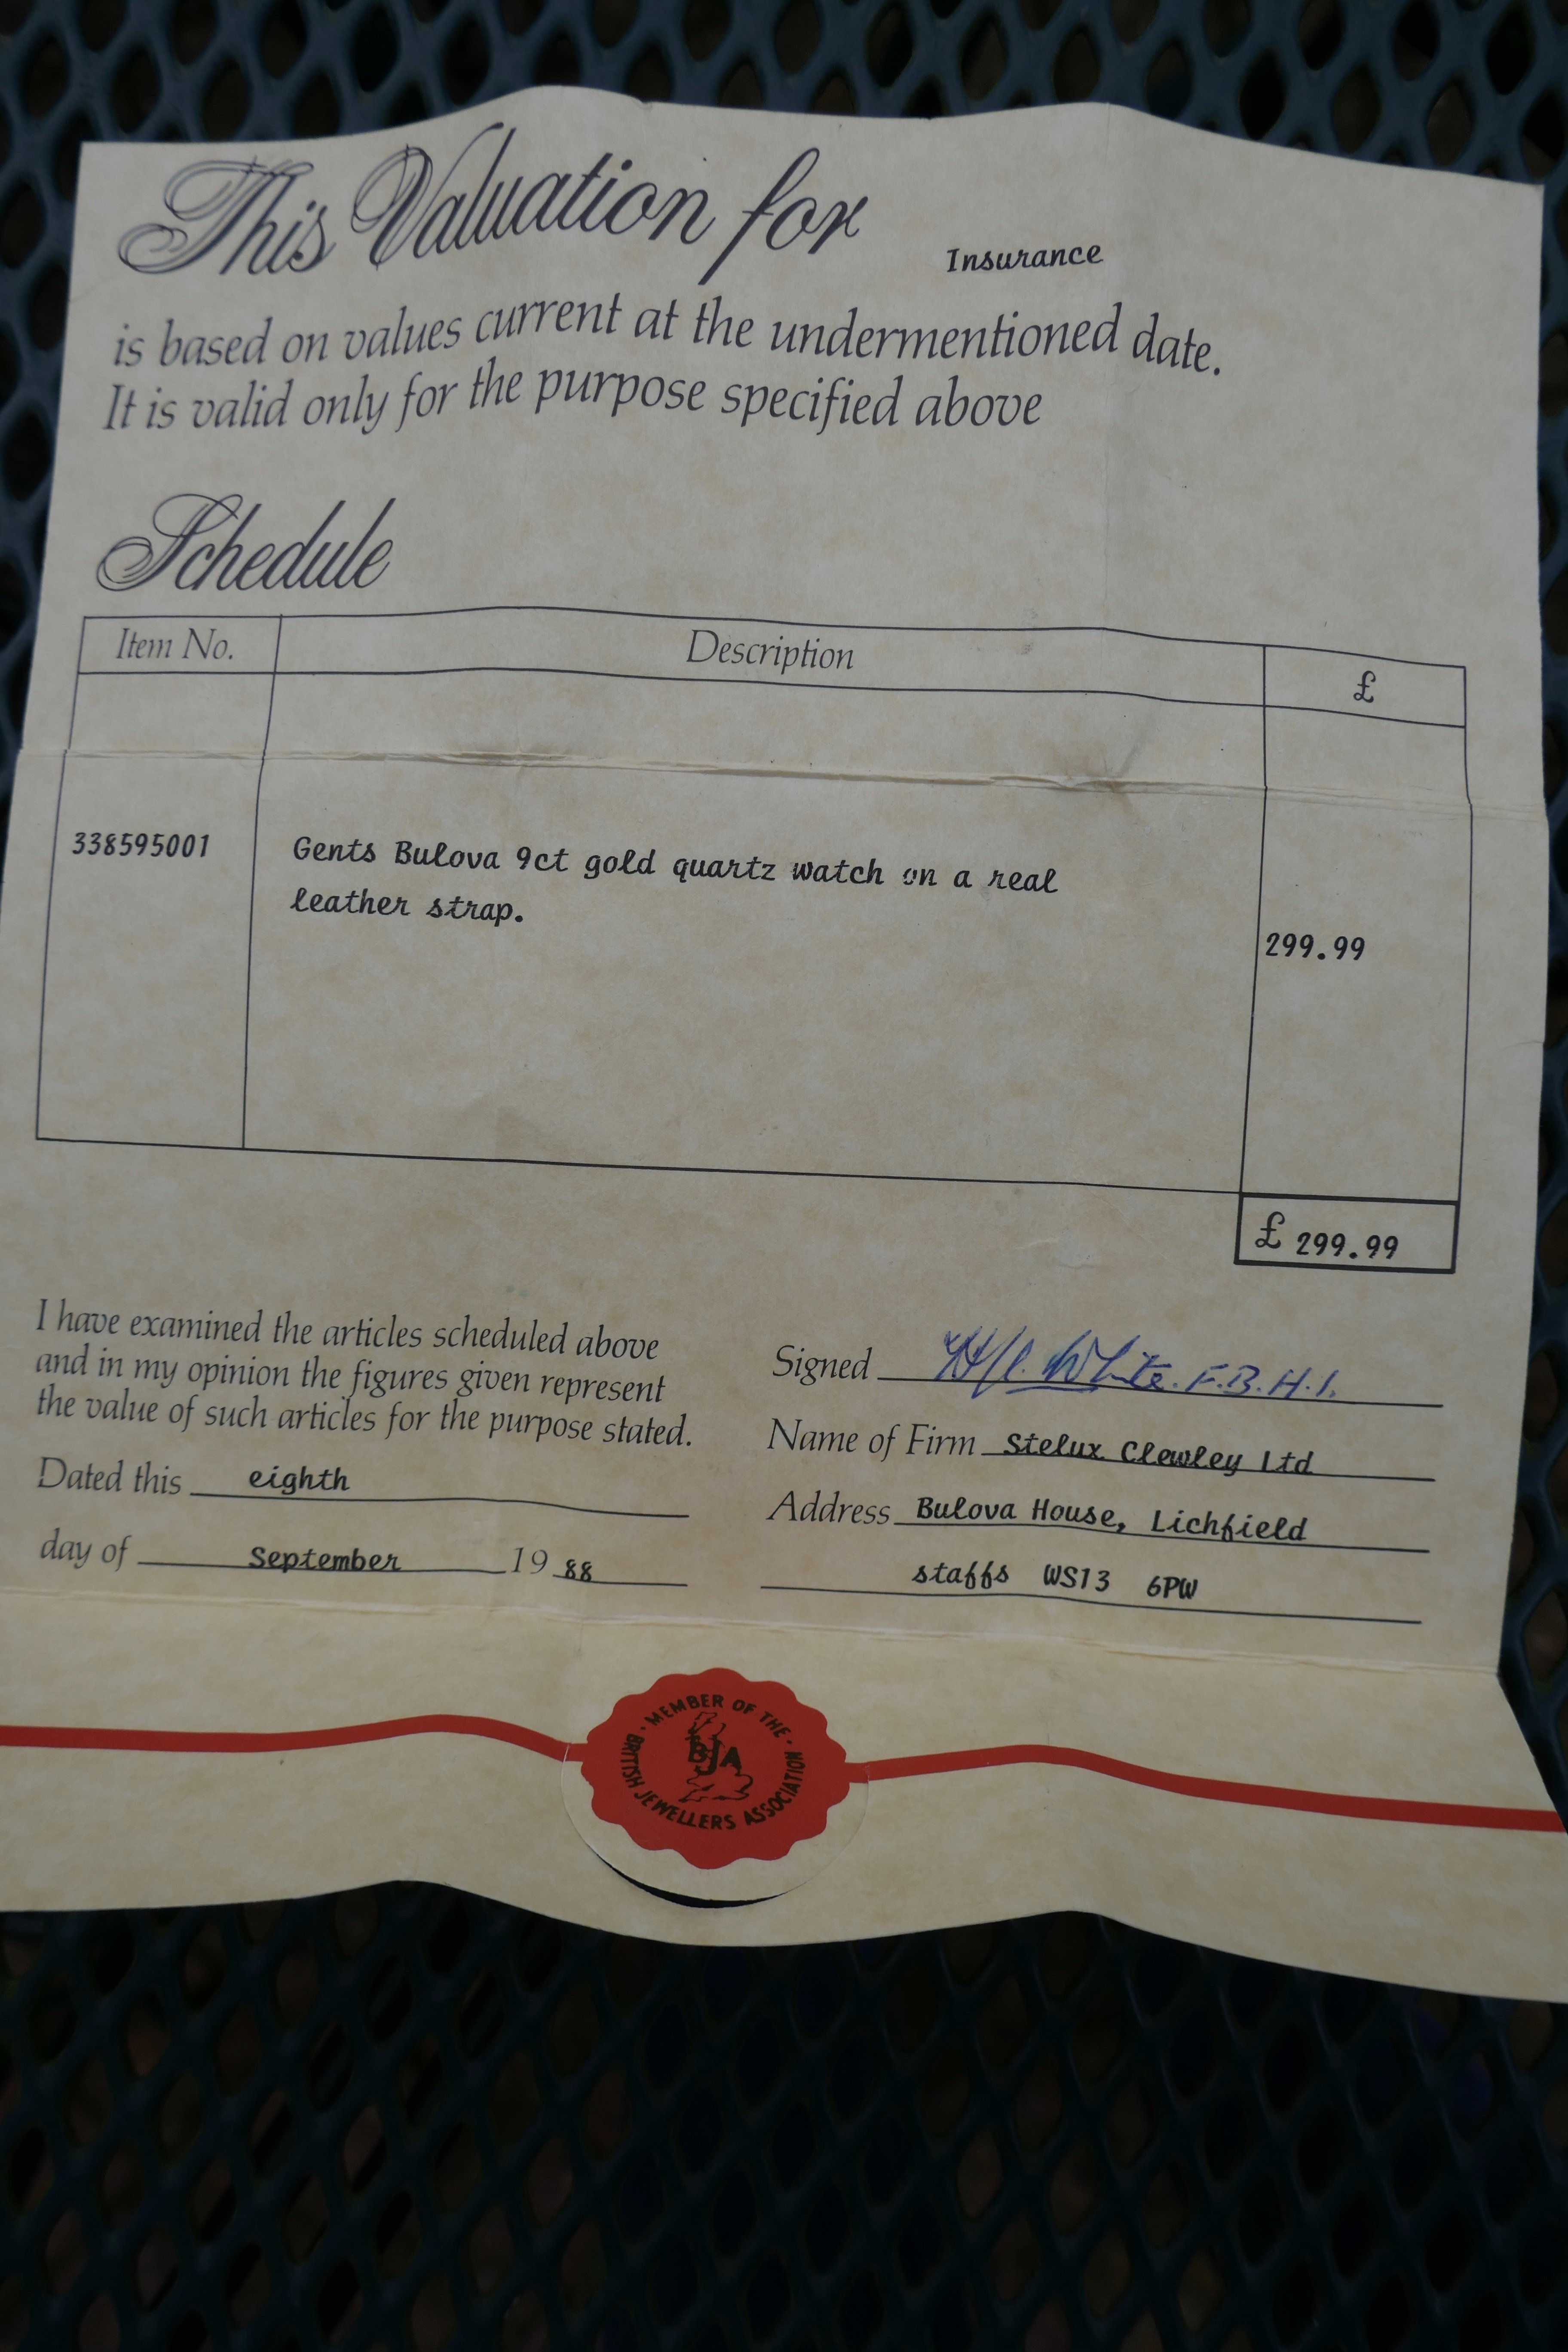 This Valuation for Insurance
is based on values current at the undermentioned date.
It is valid only for the purpose specified above
Schedule
Item No. Description £
338595001 Gents Bulova 9ct gold quartz watch on a real
leather strap.
299.99
£ 299.99
I have examined the articles scheduled above
and in my opinion the figures given represent
the value of such articles for the purpose stated.
Dated this eighth
day of September 19 88
Signed White. F.B.H.I.
Name of Firm Stelux Clewley Ltd
Address Bulova House, Lichfield
staffs WS13 6PW
· MEMBER OF THE · BRITISH JEWELLERS ASSOCIATION
BJA